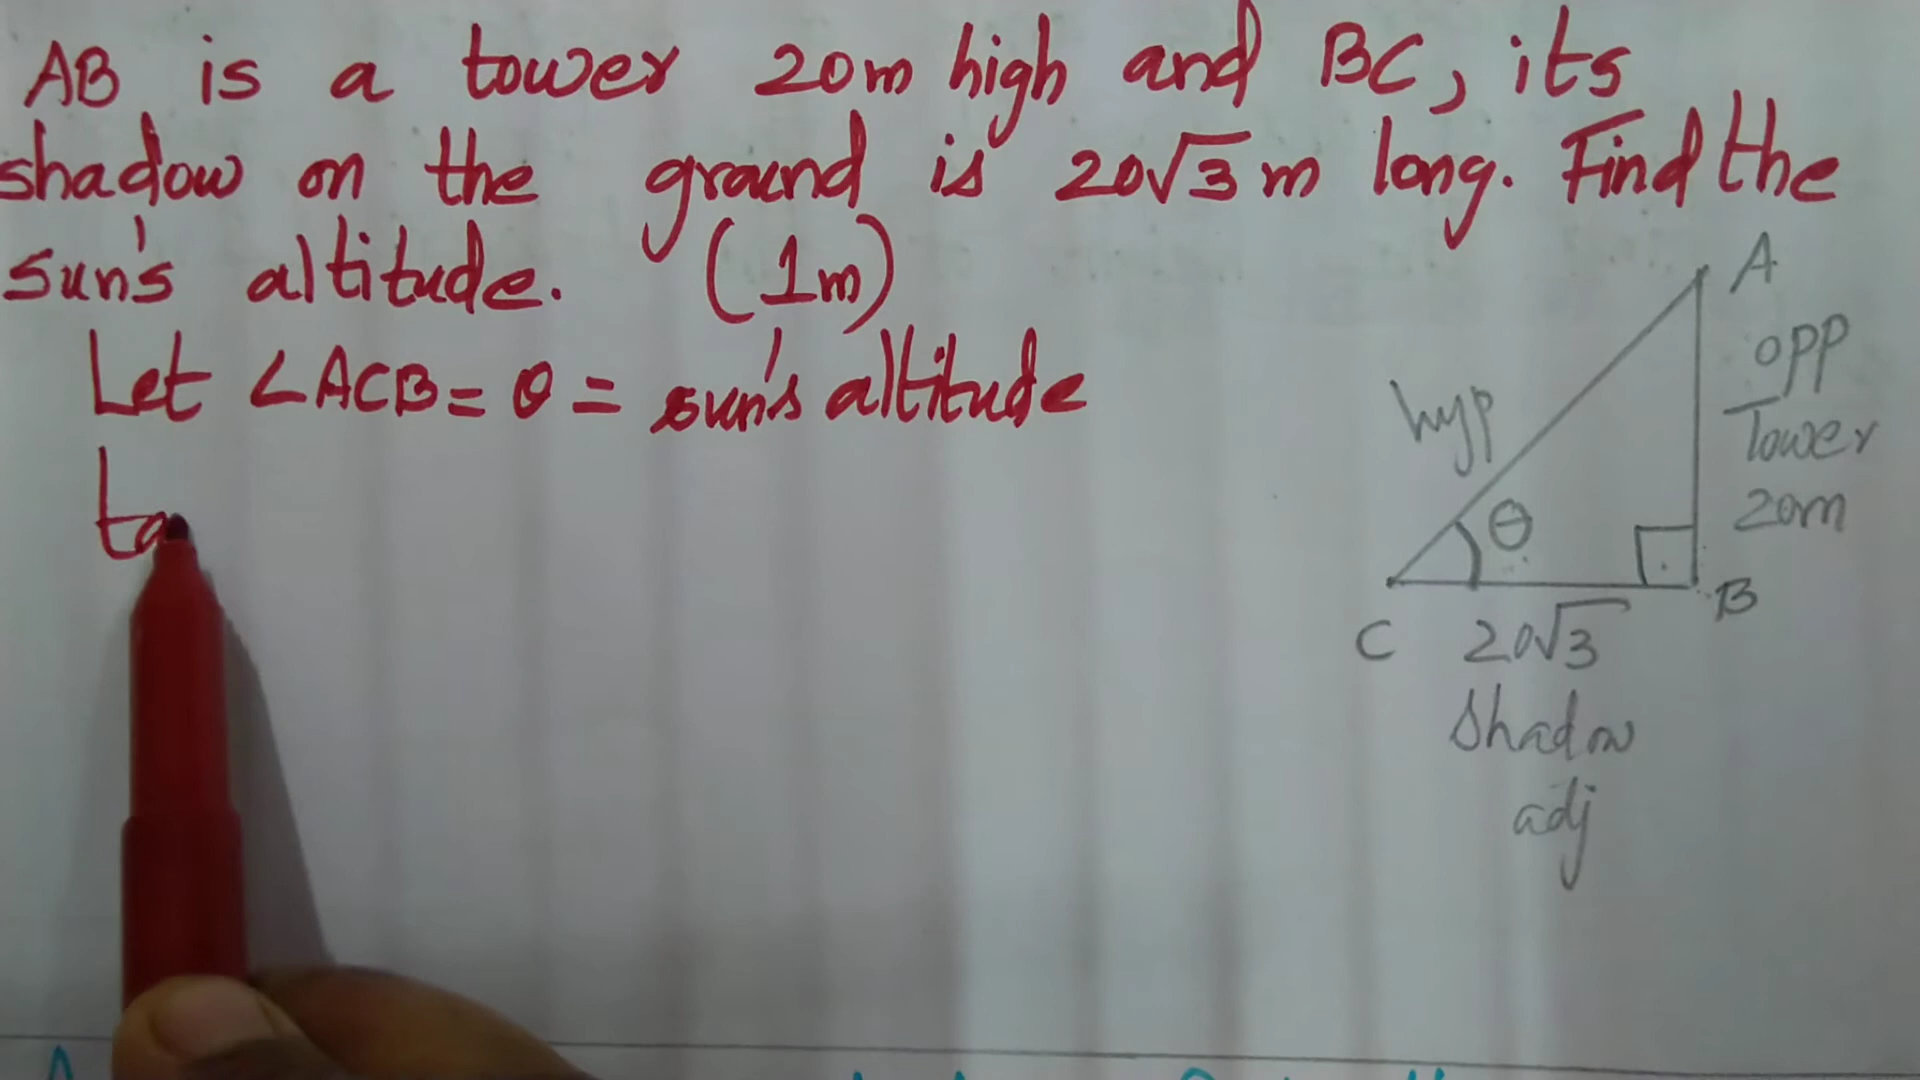 AB is a tower 20m high and BC, its
shadow on the ground is 20√3 m long. Find the
sun's altitude. (1m)
Let ∠ACB = θ = sun's altitude
ta
A
opp
hyp
Tower
20m
θ
B
C 20√3
Shadow
adj